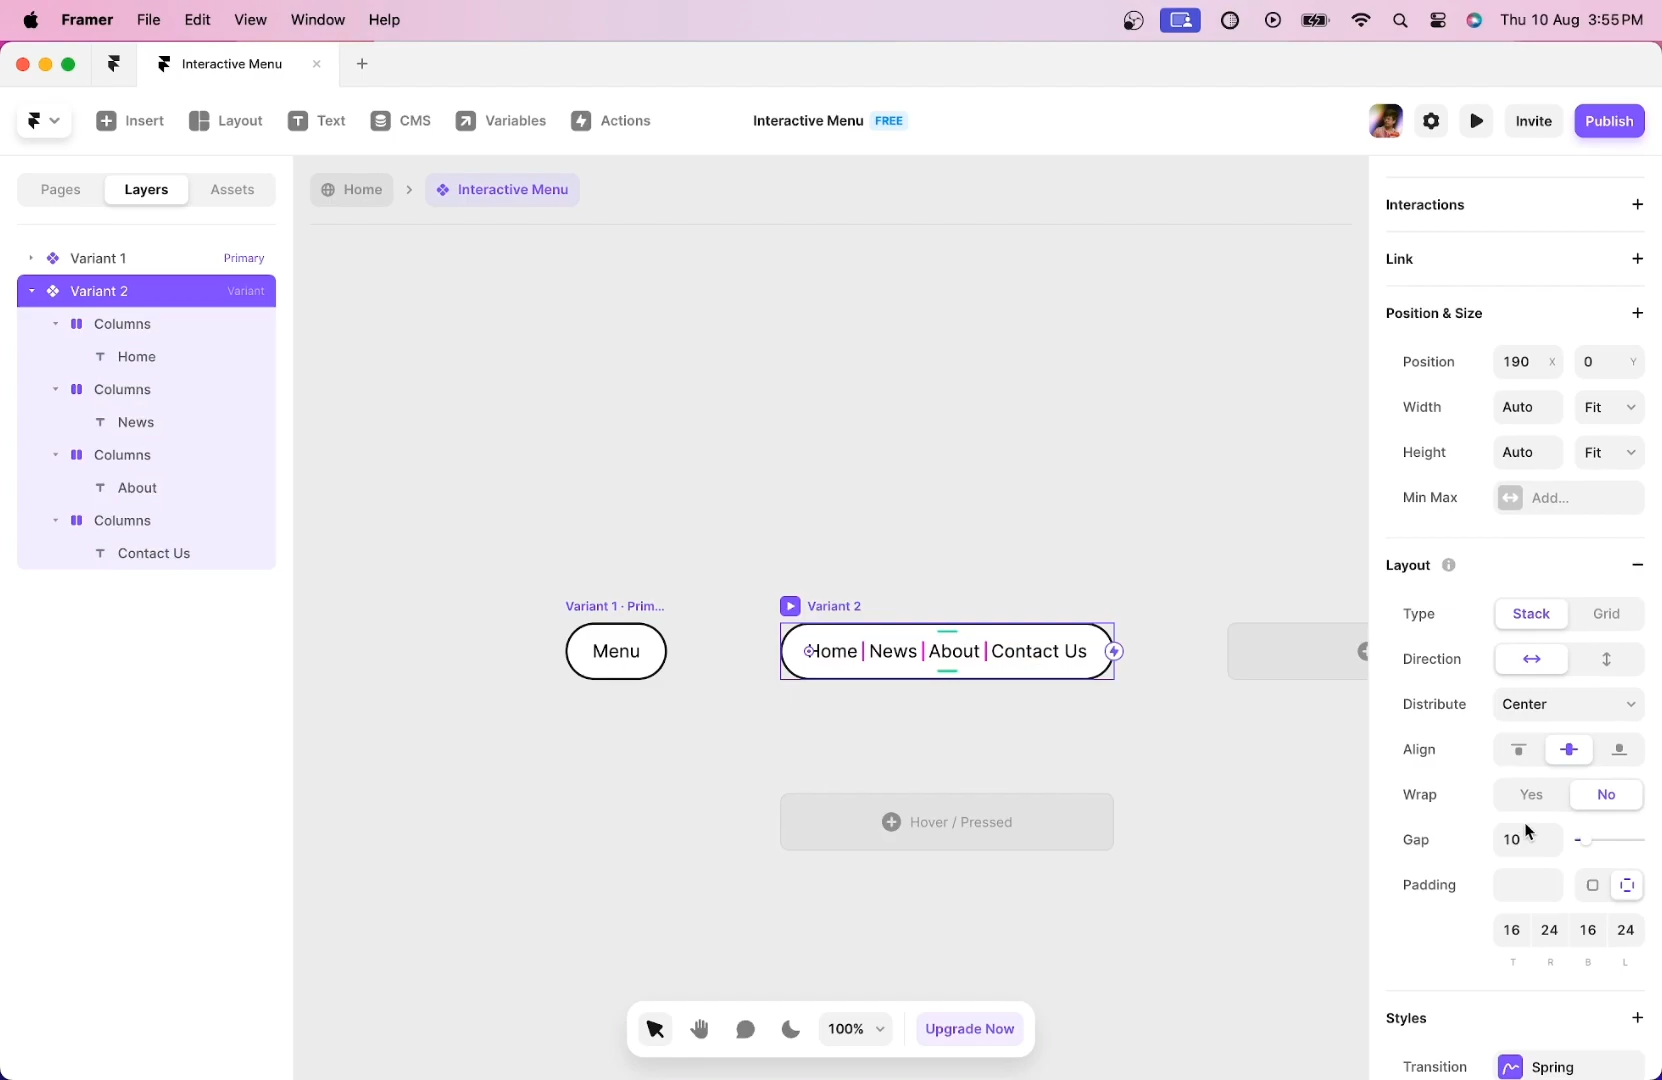 Framer File Edit View Window Help Thu 10 Aug 3:55 PM
Interactive Menu
Insert Layout Text CMS Variables Actions Interactive Menu FREE Invite Publish
Pages Layers Assets
Home Interactive Menu
Variant 1 Primary
Variant 2 Variant
Columns
Home
Columns
News
Columns
About
Columns
Contact Us
Variant 1 · Prim...
Menu
Variant 2
Home News About Contact Us
Hover / Pressed
100% Upgrade Now
Interactions
Link
Position & Size
Position 190 X 0 Y
Width Auto Fit
Height Auto Fit
Min Max Add...
Layout
Type Stack Grid
Direction
Distribute Center
Align
Wrap Yes No
Gap 10
Padding
16 24 16 24
T R B L
Styles
Transition Spring